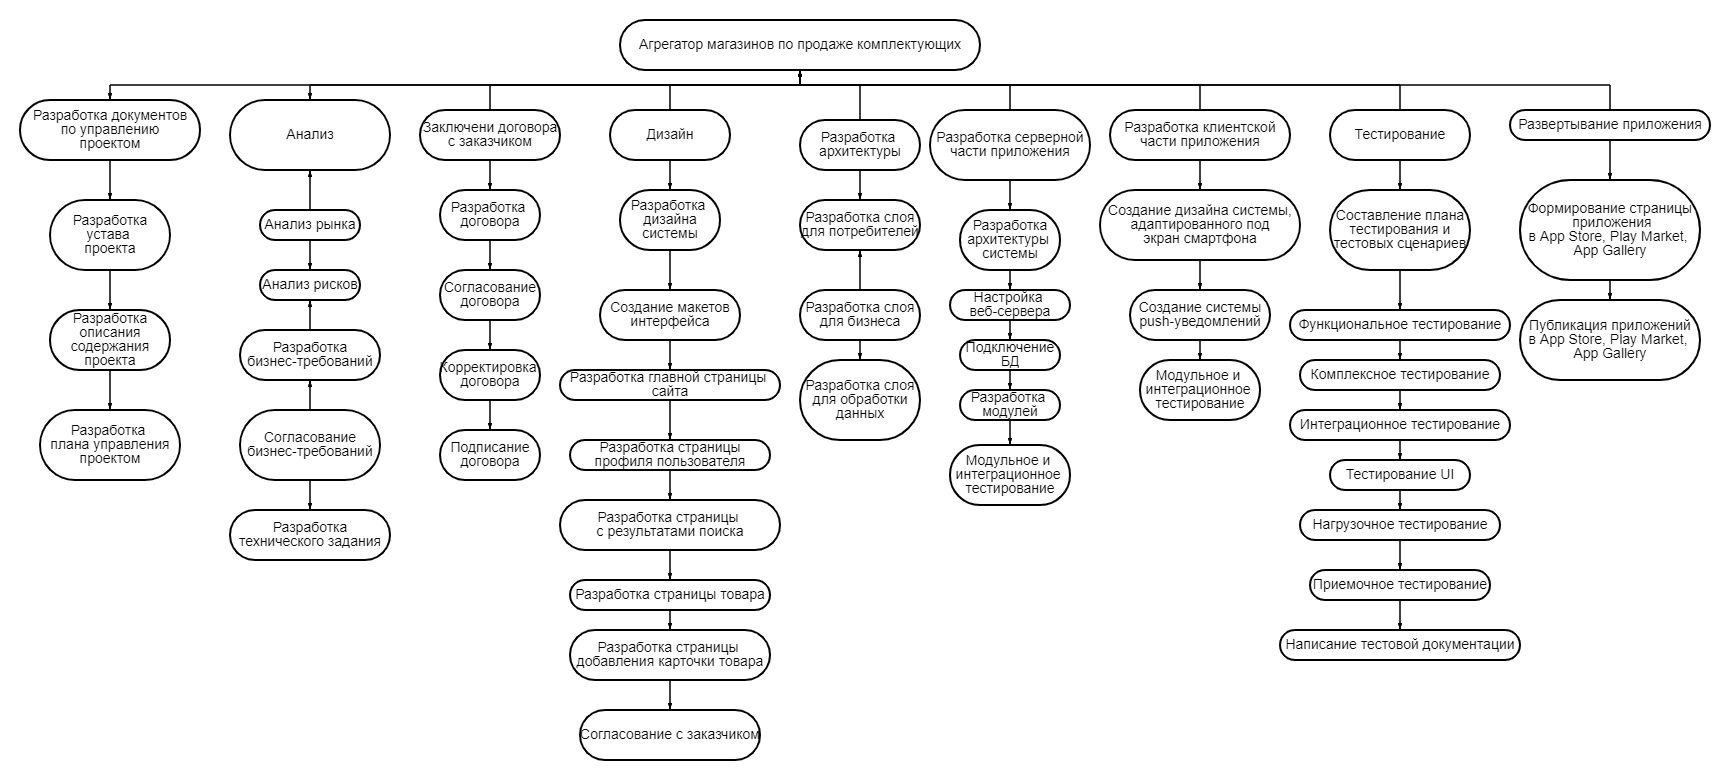 Агрегатор магазинов по продаже комплектующих
Разработка документов
по управлению
проектом
Разработка
устава
проекта
Разработка
описания
содержания
проекта
Разработка
плана управления
проектом
Анализ
Анализ рынка
Анализ рисков
Разработка
бизнес-требований
Согласование
бизнес-требований
Разработка
технического задания
Заключени договора
с заказчиком
Разработка
договора
Согласование
договора
Корректировка
договора
Подписание
договора
Дизайн
Разработка
дизайна
системы
Создание макетов
интерфейса
Разработка главной страницы
сайта
Разработка страницы
профиля пользователя
Разработка страницы
с результатами поиска
Разработка страницы товара
Разработка страницы
добавления карточки товара
Согласование с заказчиком
Разработка
архитектуры
Разработка слоя
для потребителей
Разработка слоя
для бизнеса
Разработка слоя
для обработки
данных
Разработка серверной
части приложения
Разработка
архитектуры
системы
Настройка
веб-сервера
Подключение
БД
Разработка
модулей
Модульное и
интеграционное
тестирование
Разработка клиентской
части приложения
Создание дизайна системы,
адаптированного под
экран смартфона
Создание системы
push-уведомлений
Модульное и
интеграционное
тестирование
Тестирование
Составление плана
тестирования и
тестовых сценариев
Функциональное тестирование
Комплексное тестирование
Интеграционное тестирование
Тестирование UI
Нагрузочное тестирование
Приемочное тестирование
Написание тестовой документации
Развертывание приложения
Формирование страницы
приложения
в App Store, Play Market,
App Gallery
Публикация приложений
в App Store, Play Market,
App Gallery